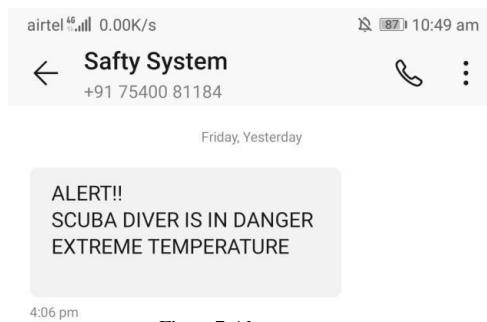 airtel 4G 0.00K/s 87 10:49 am
Safty System
+91 75400 81184
Friday, Yesterday
ALERT!!
SCUBA DIVER IS IN DANGER
EXTREME TEMPERATURE
4:06 pm